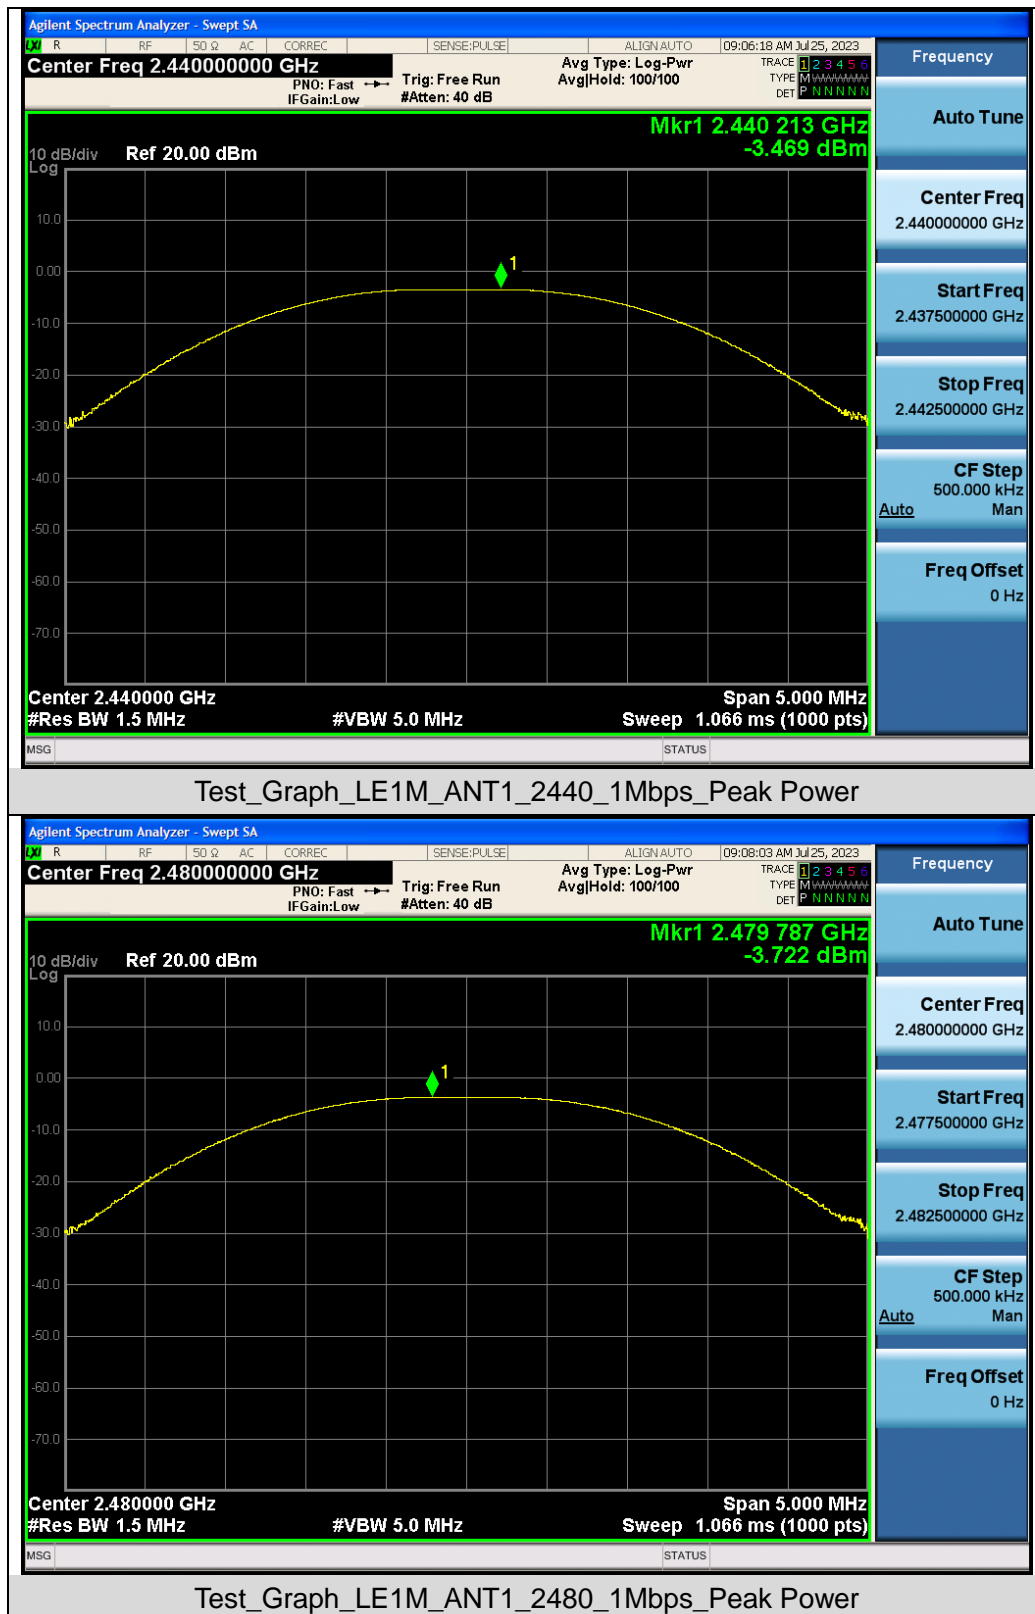 Agilent Spectrum Analyzer - Swept SA
LXI R RF 50 Ω AC CORREC SENSE:PULSE ALIGN AUTO 09:06:18 AM Jul 25, 2023
Center Freq 2.440000000 GHz
PNO: Fast
IFGain:Low
Trig: Free Run
#Atten: 40 dB
Avg Type: Log-Pwr
Avg|Hold: 100/100
TRACE 1 2 3 4 5 6
TYPE M WWWWW
DET P N N N N N
Mkr1 2.440 213 GHz
-3.469 dBm
10 dB/div Ref 20.00 dBm
Log
1
10.0
0.00
-10.0
-20.0
-30.0
-40.0
-50.0
-60.0
-70.0
Center 2.440000 GHz Span 5.000 MHz
#Res BW 1.5 MHz #VBW 5.0 MHz Sweep 1.066 ms (1000 pts)
MSG STATUS
Frequency
Auto Tune
Center Freq
2.440000000 GHz
Start Freq
2.437500000 GHz
Stop Freq
2.442500000 GHz
CF Step
500.000 kHz
Auto Man
Freq Offset
0 Hz
Test_Graph_LE1M_ANT1_2440_1Mbps_Peak Power
Agilent Spectrum Analyzer - Swept SA
LXI R RF 50 Ω AC CORREC SENSE:PULSE ALIGN AUTO 09:08:03 AM Jul 25, 2023
Center Freq 2.480000000 GHz
PNO: Fast
IFGain:Low
Trig: Free Run
#Atten: 40 dB
Avg Type: Log-Pwr
Avg|Hold: 100/100
TRACE 1 2 3 4 5 6
TYPE M WWWWW
DET P N N N N N
Mkr1 2.479 787 GHz
-3.722 dBm
10 dB/div Ref 20.00 dBm
Log
1
10.0
0.00
-10.0
-20.0
-30.0
-40.0
-50.0
-60.0
-70.0
Center 2.480000 GHz Span 5.000 MHz
#Res BW 1.5 MHz #VBW 5.0 MHz Sweep 1.066 ms (1000 pts)
MSG STATUS
Frequency
Auto Tune
Center Freq
2.480000000 GHz
Start Freq
2.477500000 GHz
Stop Freq
2.482500000 GHz
CF Step
500.000 kHz
Auto Man
Freq Offset
0 Hz
Test_Graph_LE1M_ANT1_2480_1Mbps_Peak Power